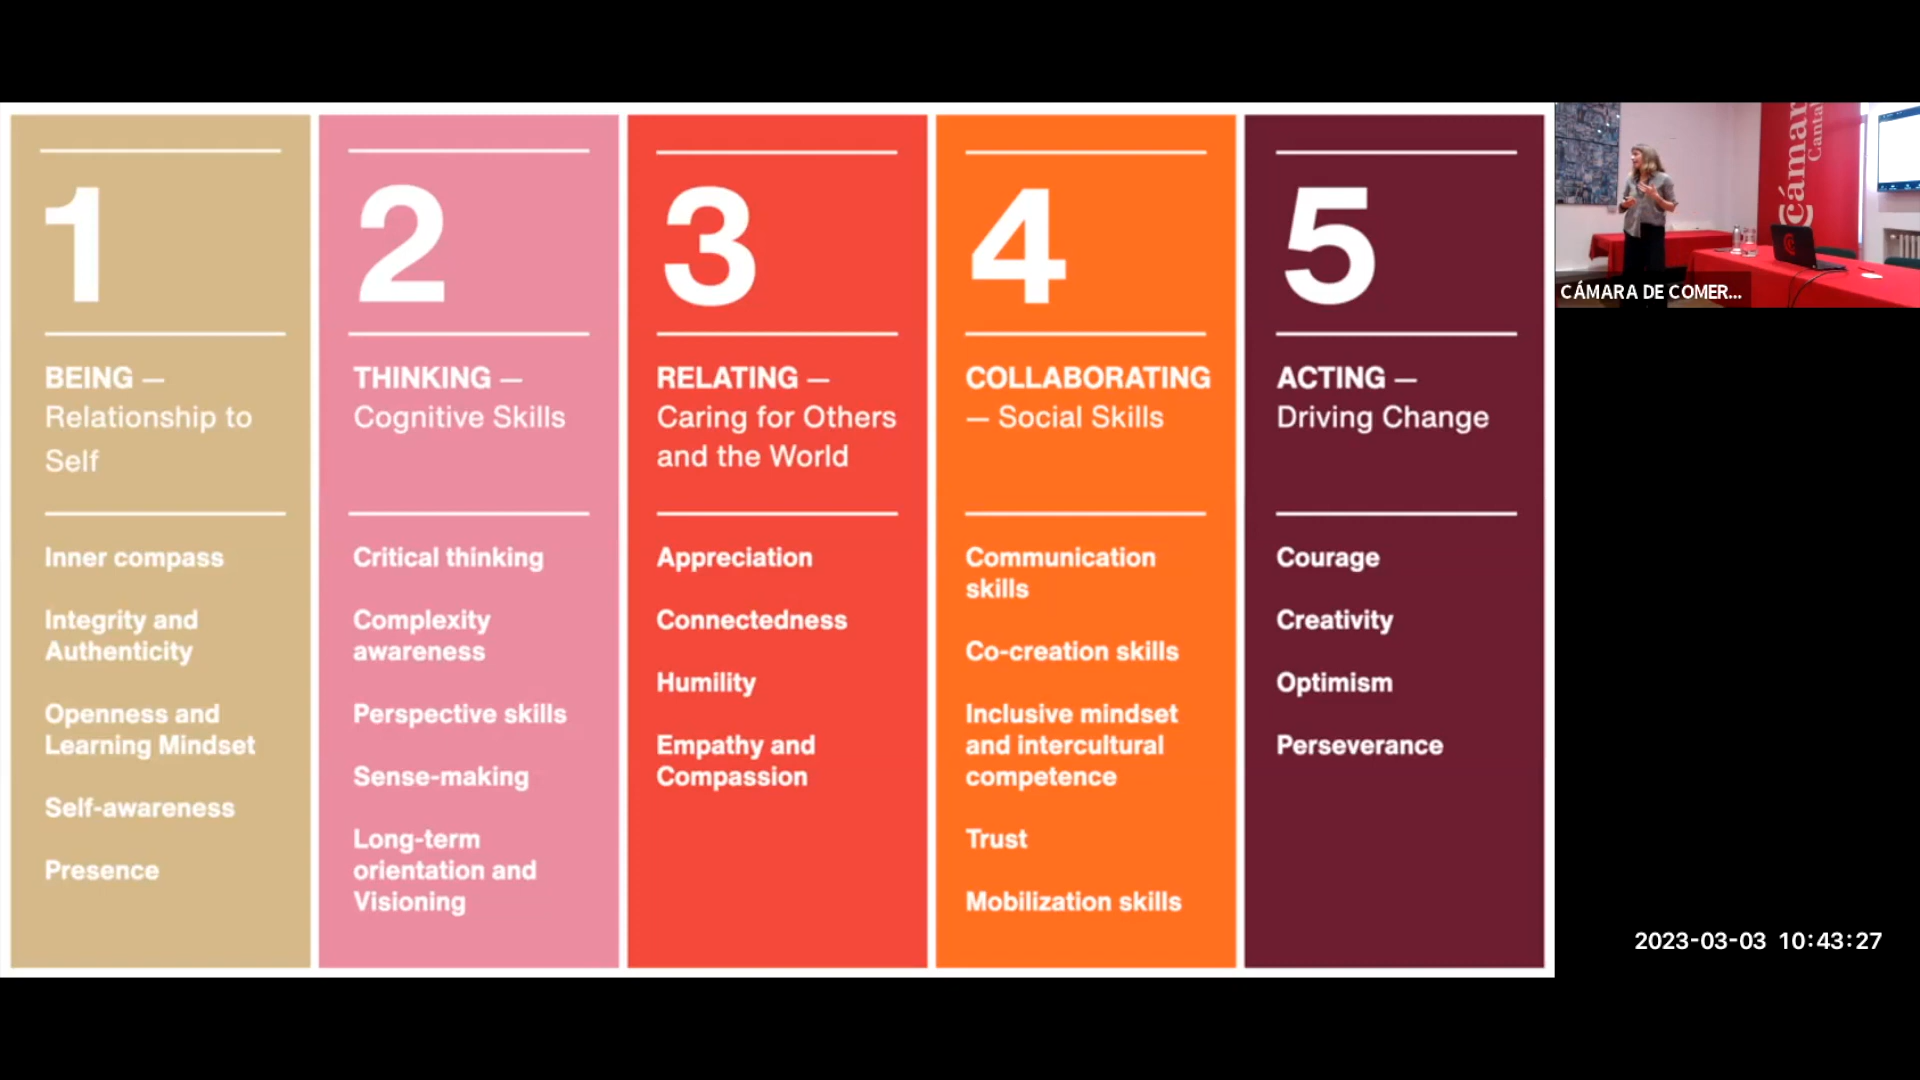 1
BEING —
Relationship to
Self
Inner compass
Integrity and
Authenticity
Openness and
Learning Mindset
Self-awareness
Presence
2
THINKING —
Cognitive Skills
Critical thinking
Complexity
awareness
Perspective skills
Sense-making
Long-term
orientation and
Visioning
3
RELATING —
Caring for Others
and the World
Appreciation
Connectedness
Humility
Empathy and
Compassion
4
COLLABORATING
— Social Skills
Communication
skills
Co-creation skills
Inclusive mindset
and intercultural
competence
Trust
Mobilization skills
5
ACTING —
Driving Change
Courage
Creativity
Optimism
Perseverance
cámar
Canta
CÁMARA DE COMER...
2023-03-03 10:43:27